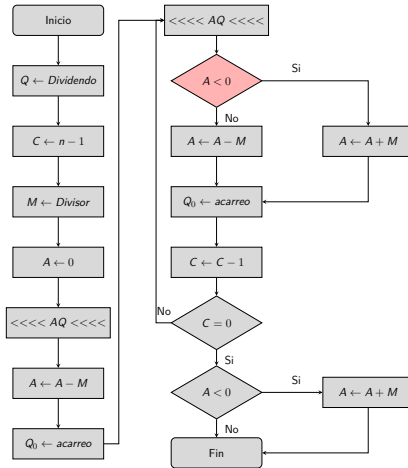 Inicio
Q ← Dividendo
C ← n − 1
M ← Divisor
A ← 0
<<<< AQ <<<<
A ← A − M
Q₀ ← acarreo
<<<< AQ <<<<
A < 0
Si
No
A ← A − M
A ← A + M
Q₀ ← acarreo
C ← C − 1
C = 0
No
Si
A < 0
Si
A ← A + M
No
Fin